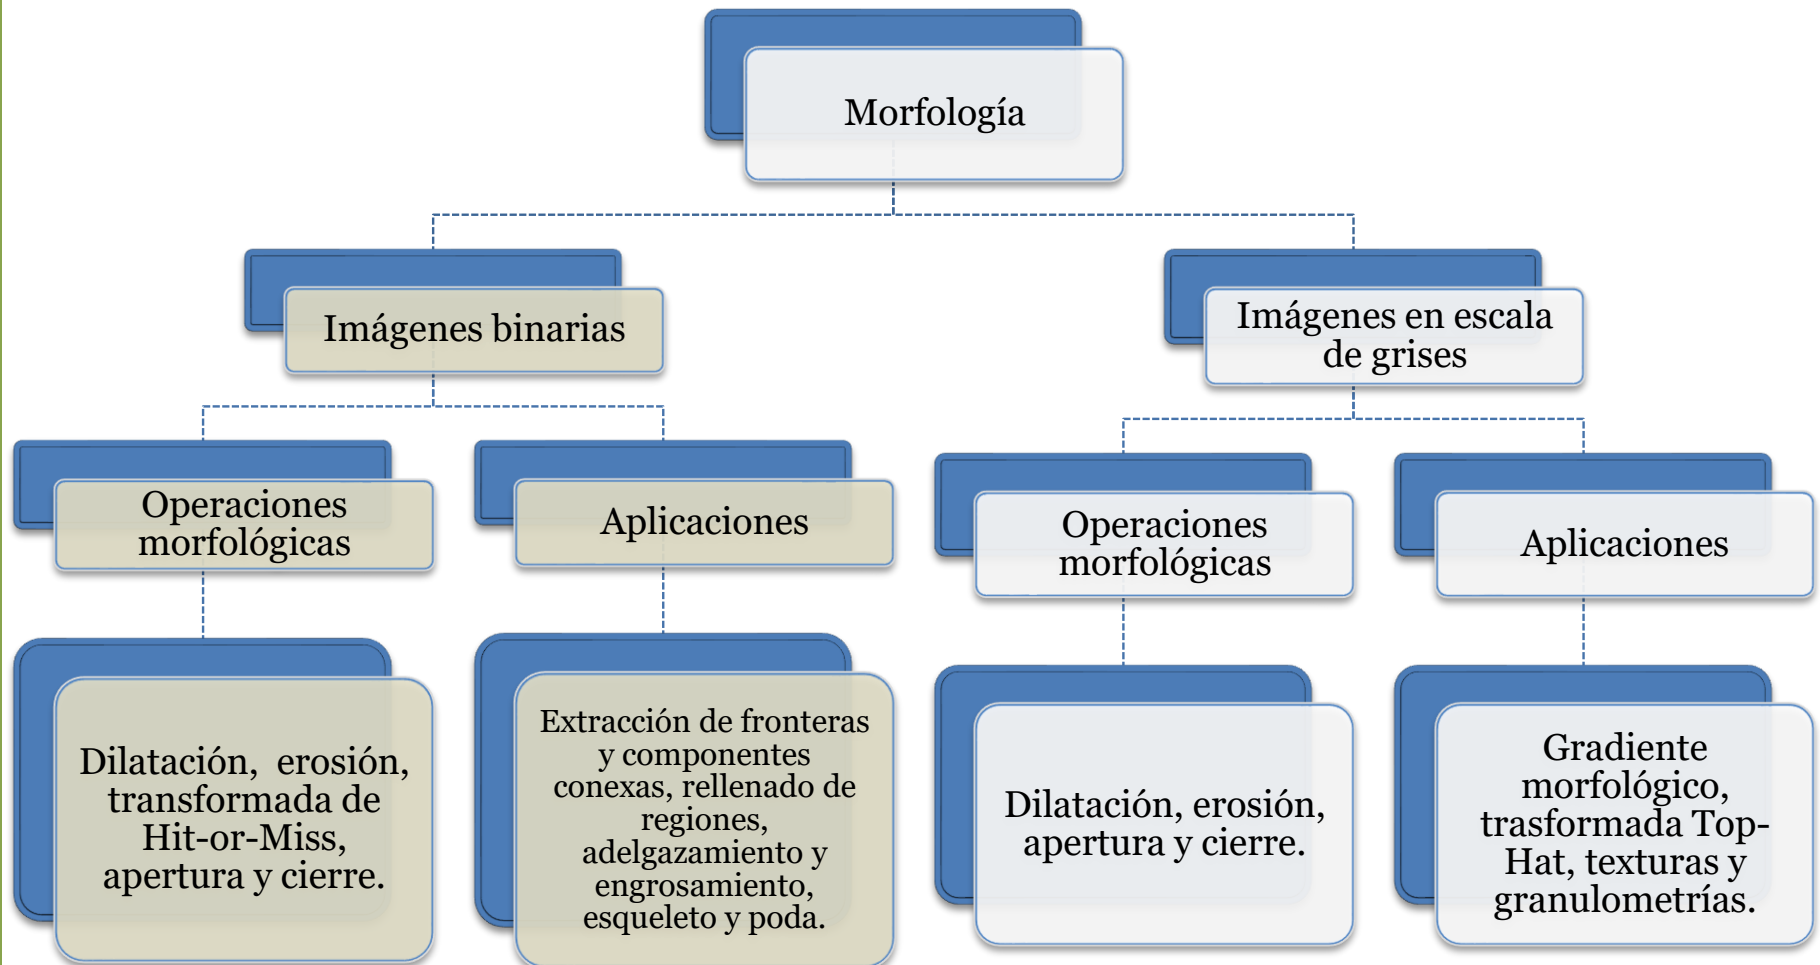 Morfología
Imágenes binarias
Imágenes en escala
de grises
Operaciones
morfológicas
Aplicaciones
Operaciones
morfológicas
Aplicaciones
Dilatación, erosión,
transformada de
Hit-or-Miss,
apertura y cierre.
Extracción de fronteras
y componentes
conexas, rellenado de
regiones,
adelgazamiento y
engrosamiento,
esqueleto y poda.
Dilatación, erosión,
apertura y cierre.
Gradiente
morfológico,
trasformada Top-
Hat, texturas y
granulometrías.